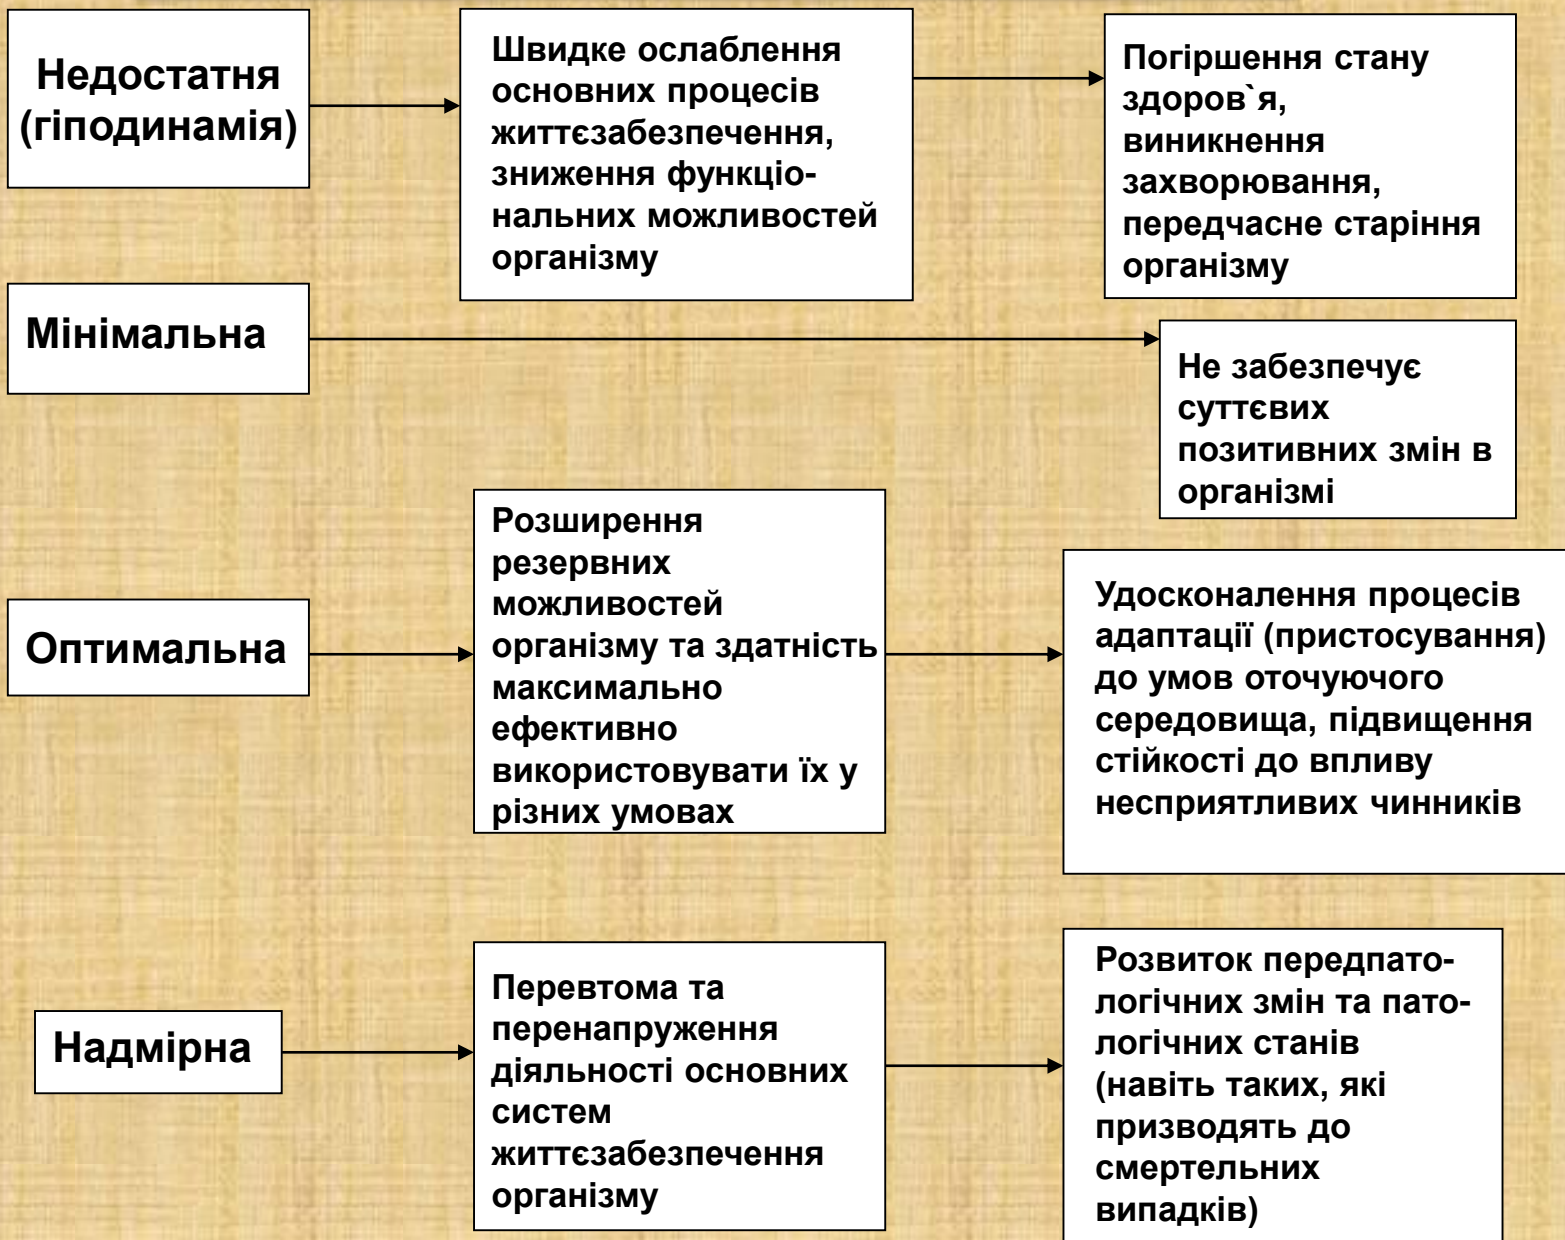 Недостатня
(гіподинамія)
Швидке ослаблення
основних процесів
життєзабезпечення,
зниження функціо-
нальних можливостей
організму
Погіршення стану
здоров`я,
виникнення
захворювання,
передчасне старіння
організму
Мінімальна
Не забезпечує
суттєвих
позитивних змін в
організмі
Оптимальна
Розширення
резервних
можливостей
організму та здатність
максимально
ефективно
використовувати їх у
різних умовах
Удосконалення процесів
адаптації (пристосування)
до умов оточуючого
середовища, підвищення
стійкості до впливу
несприятливих чинників
Надмірна
Перевтома та
перенапруження
діяльності основних
систем
життєзабезпечення
організму
Розвиток передпато-
логічних змін та пато-
логічних станів
(навіть таких, які
призводять до
смертельних
випадків)